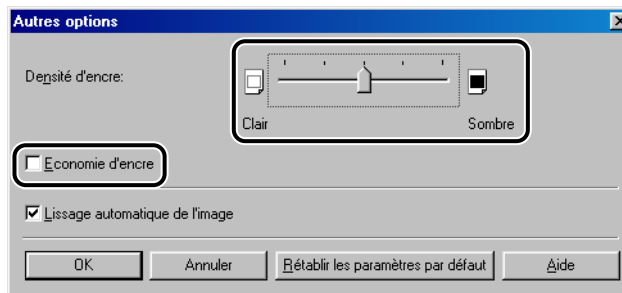 Autres options
Densité d'encre:
Clair Sombre
Economie d'encre
Lissage automatique de l'image
OK Annuler Rétablir les paramètres par défaut Aide